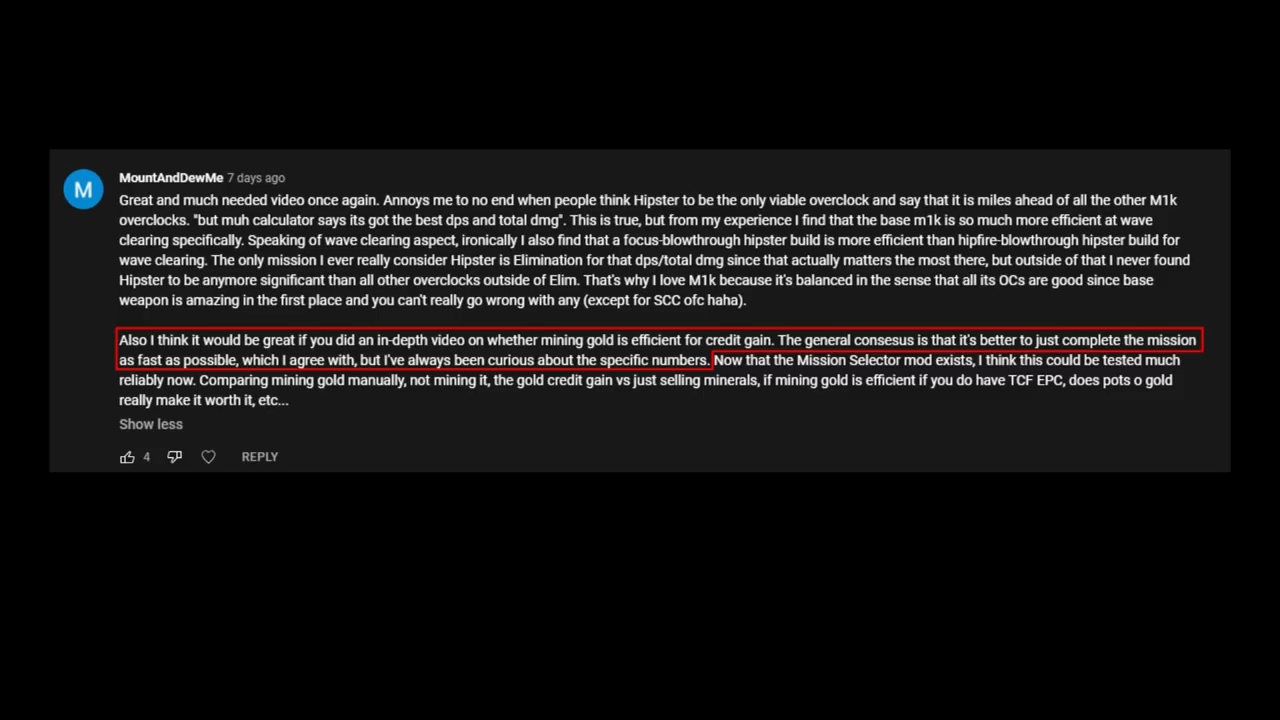 M
MountAndDewMe 7 days ago
Great and much needed video once again. Annoys me to no end when people think Hipster to be the only viable overclock and say that it is miles ahead of all the other M1k
overclocks. "but muh calculator says its got the best dps and total dmg". This is true, but from my experience I find that the base m1k is so much more efficient at wave
clearing specifically. Speaking of wave clearing aspect, ironically I also find that a focus-blowthrough hipster build is more efficient than hipfire-blowthrough hipster build for
wave clearing. The only mission I ever really consider Hipster is Elimination for that dps/total dmg since that actually matters the most there, but outside of that I never found
Hipster to be anymore significant than all other overclocks outside of Elim. That's why I love M1k because it's balanced in the sense that all its OCs are good since base
weapon is amazing in the first place and you can't really go wrong with any (except for SCC ofc haha).
Also I think it would be great if you did an in-depth video on whether mining gold is efficient for credit gain. The general consesus is that it's better to just complete the mission
as fast as possible, which I agree with, but I've always been curious about the specific numbers. Now that the Mission Selector mod exists, I think this could be tested much
reliably now. Comparing mining gold manually, not mining it, the gold credit gain vs just selling minerals, if mining gold is efficient if you do have TCF EPC, does pots o gold
really make it worth it, etc...
Show less
4 REPLY